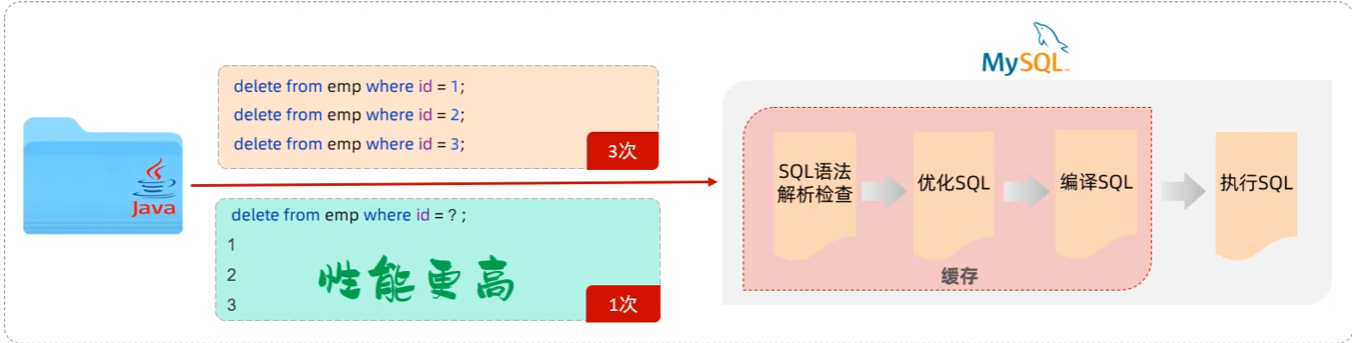 Java
delete from emp where id = 1;
delete from emp where id = 2;
delete from emp where id = 3;
3次
delete from emp where id = ? ;
1
2
3
性能更高
1次
MySQL
SQL语法
解析检查
优化SQL
编译SQL
缓存
执行SQL